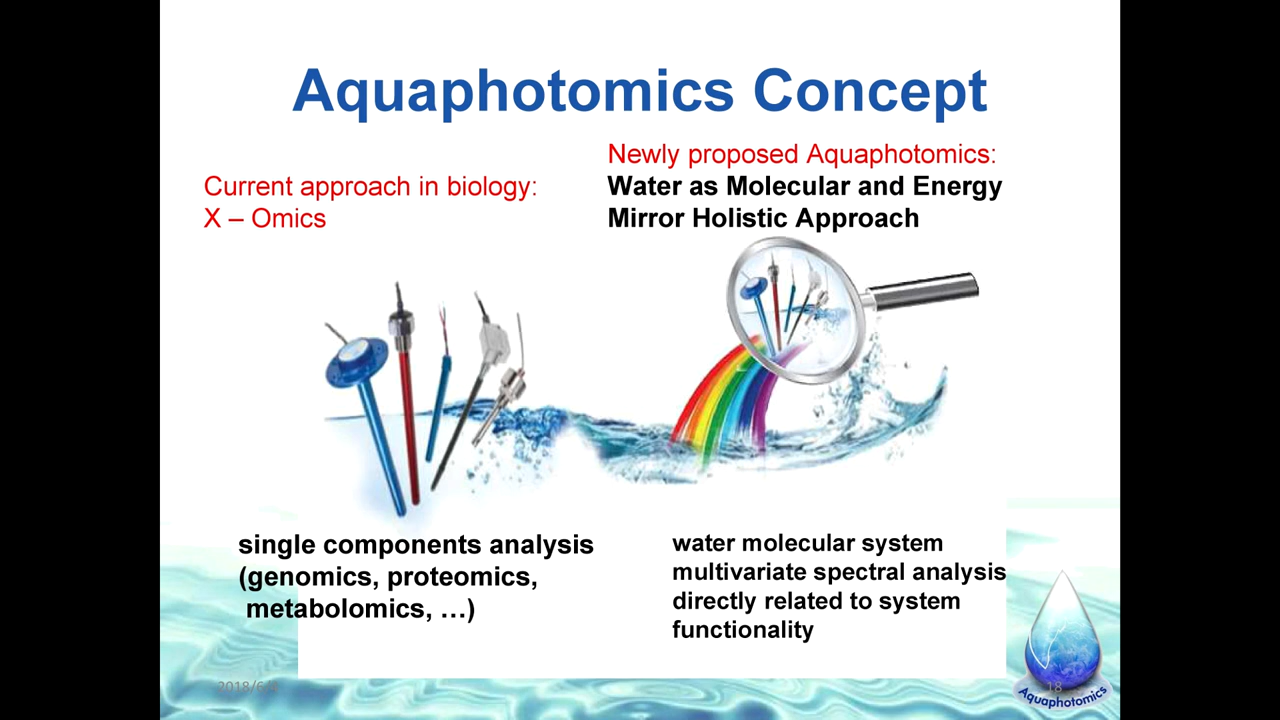 Aquaphotomics Concept
Current approach in biology:
X – Omics
Newly proposed Aquaphotomics:
Water as Molecular and Energy
Mirror Holistic Approach
single components analysis
(genomics, proteomics,
metabolomics, ...)
water molecular system
multivariate spectral analysis
directly related to system
functionality
18
Aquaphotomics